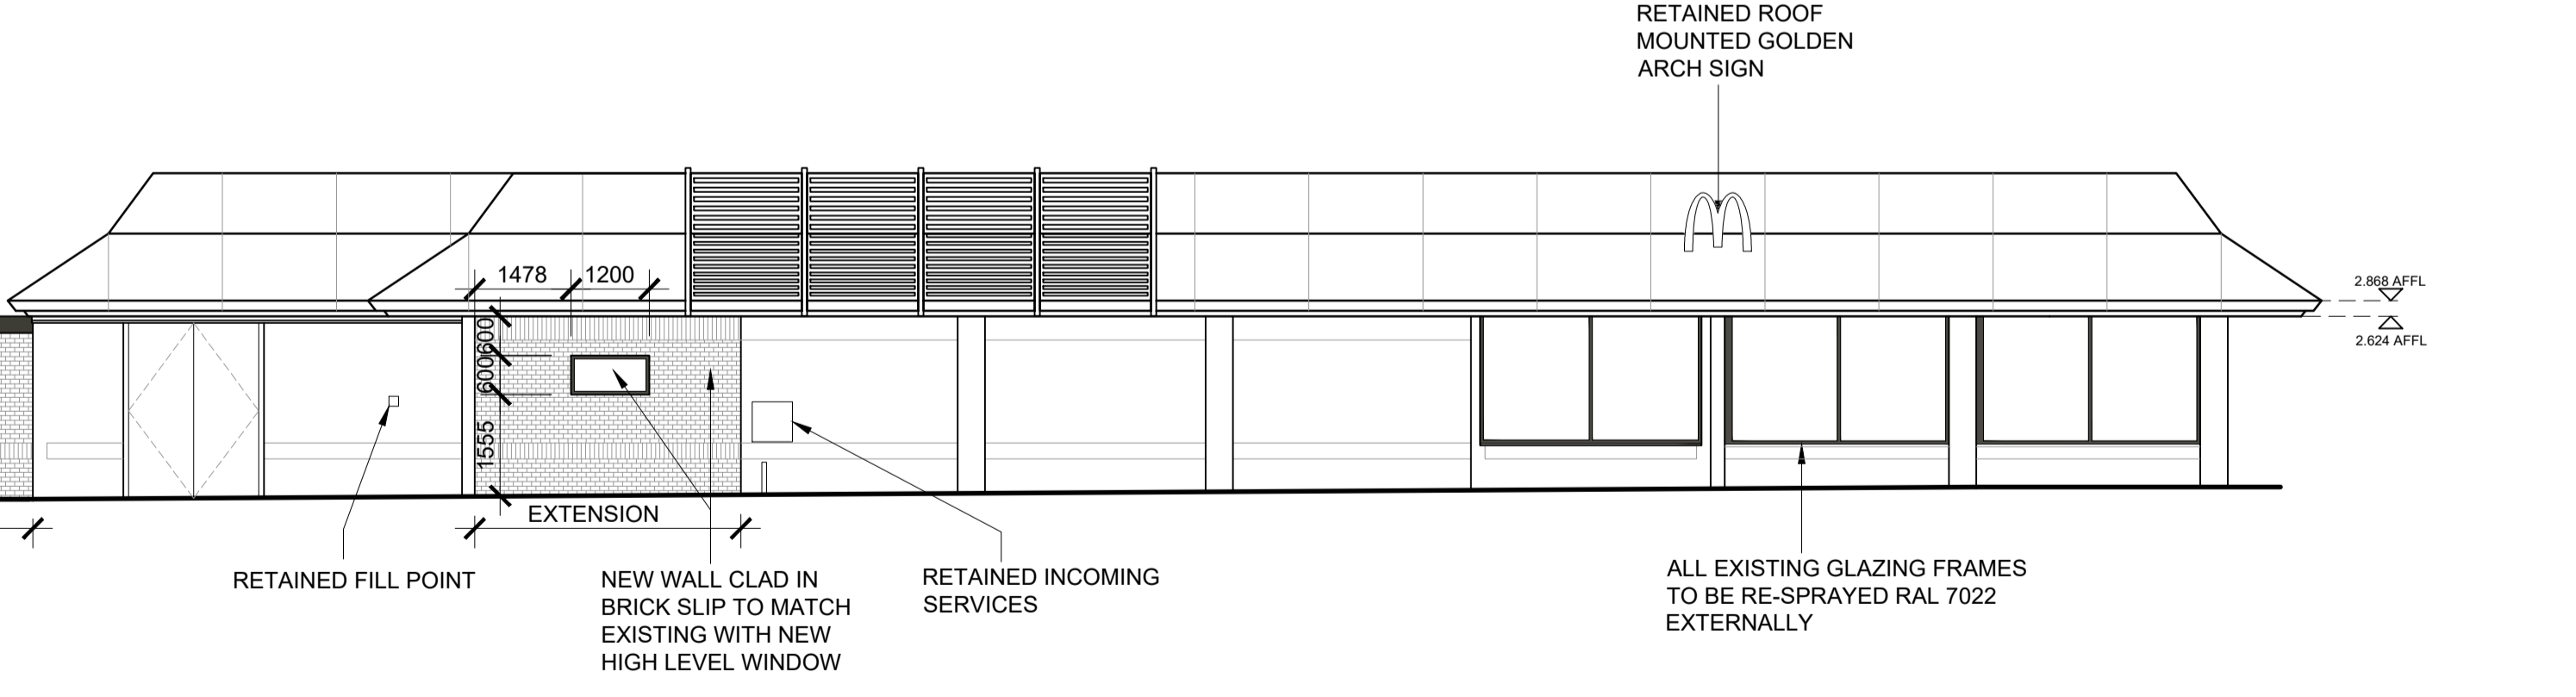 RETAINED ROOF
MOUNTED GOLDEN
ARCH SIGN
1478
1200
2.868 AFFL
2.624 AFFL
600
600
1555
EXTENSION
RETAINED FILL POINT
NEW WALL CLAD IN
BRICK SLIP TO MATCH
EXISTING WITH NEW
HIGH LEVEL WINDOW
RETAINED INCOMING
SERVICES
ALL EXISTING GLAZING FRAMES
TO BE RE-SPRAYED RAL 7022
EXTERNALLY